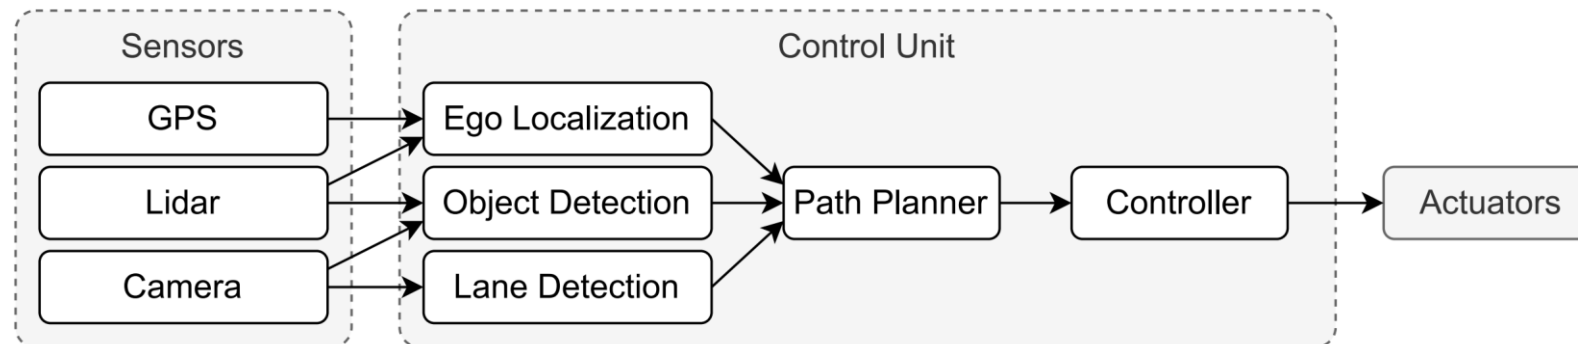 Sensors
Control Unit
GPS
Ego Localization
Lidar
Object Detection
Path Planner
Controller
Actuators
Camera
Lane Detection